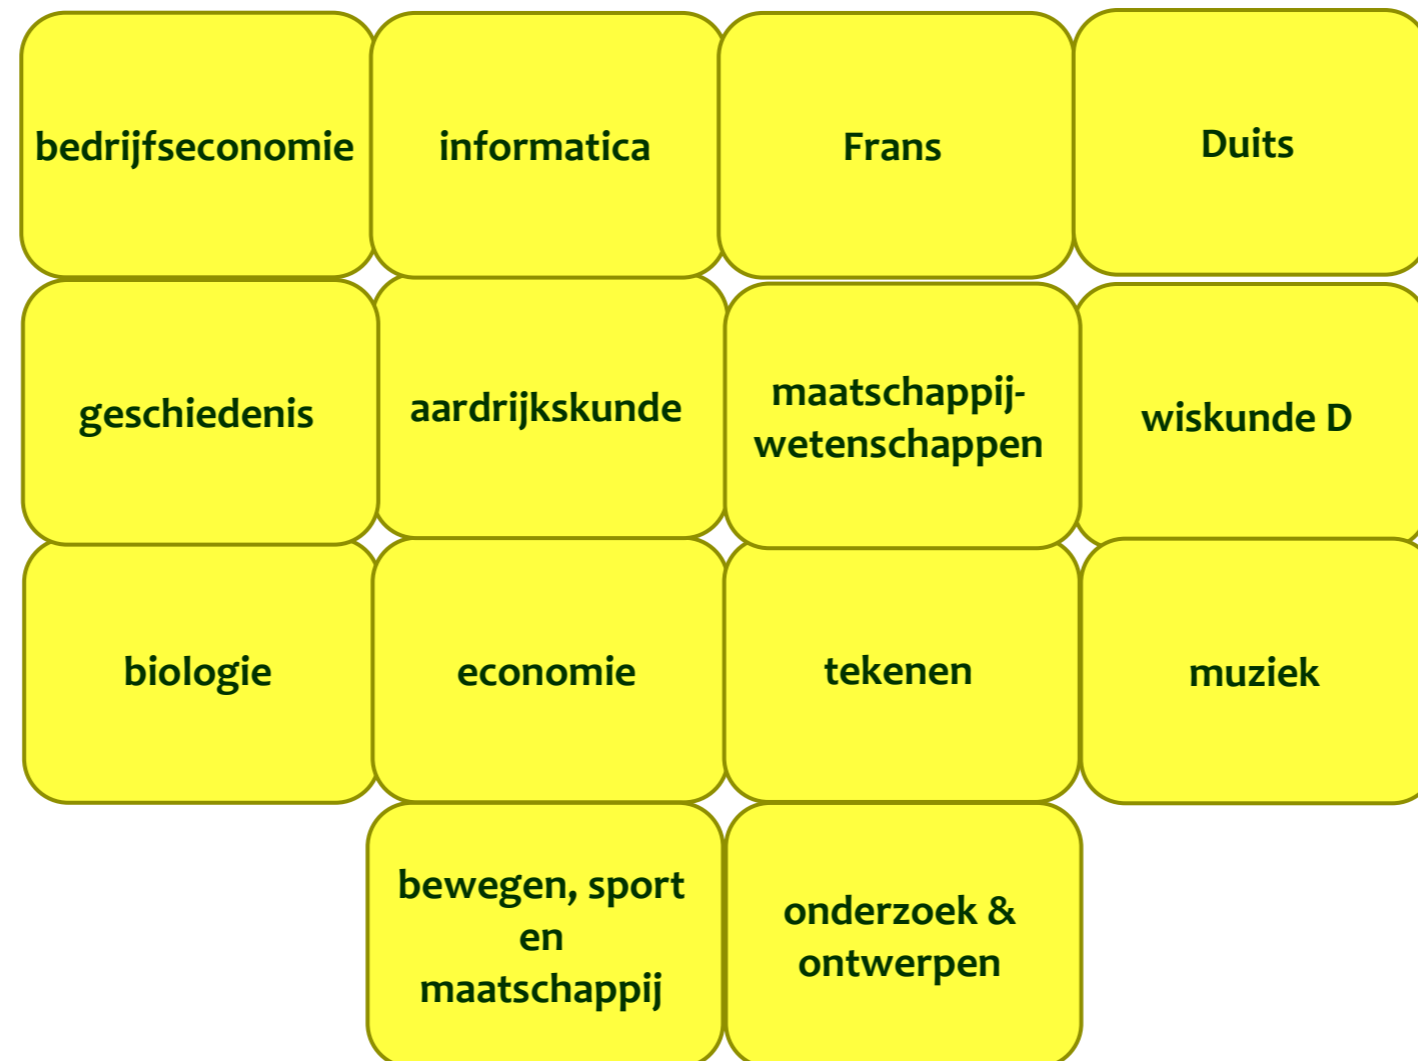 bedrijfseconomie
informatica
Frans
Duits
geschiedenis
aardrijkskunde
maatschappij-
wetenschappen
wiskunde D
biologie
economie
tekenen
muziek
bewegen, sport
en
maatschappij
onderzoek &
ontwerpen